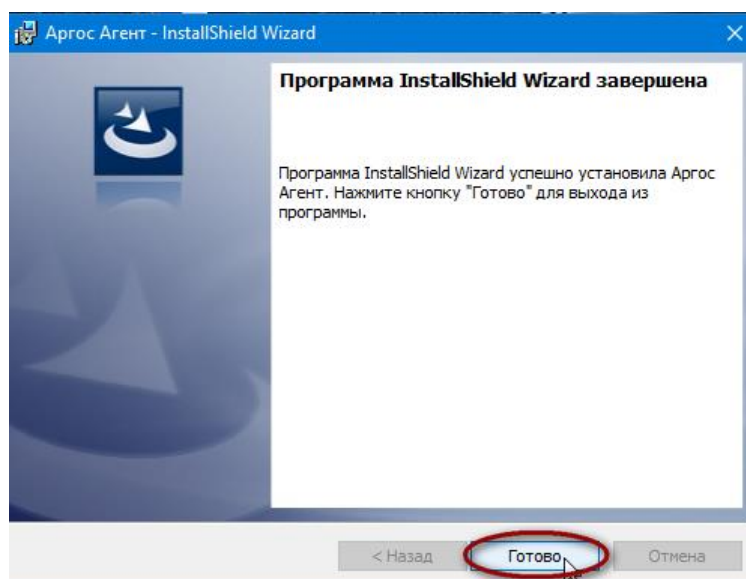 Аргос Агент - InstallShield Wizard
Программа InstallShield Wizard завершена
Программа InstallShield Wizard успешно установила Аргос
Агент. Нажмите кнопку "Готово" для выхода из
программы.
< Назад
Готово
Отмена